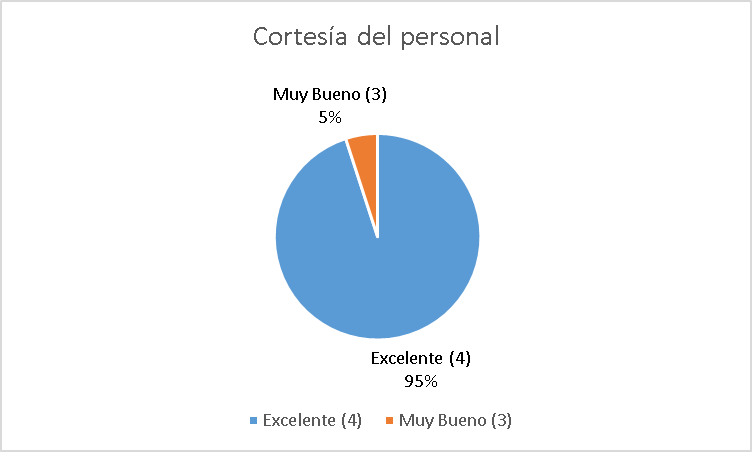 Cortesía del personal
Muy Bueno (3)
5%
Excelente (4)
95%
Excelente (4) Muy Bueno (3)